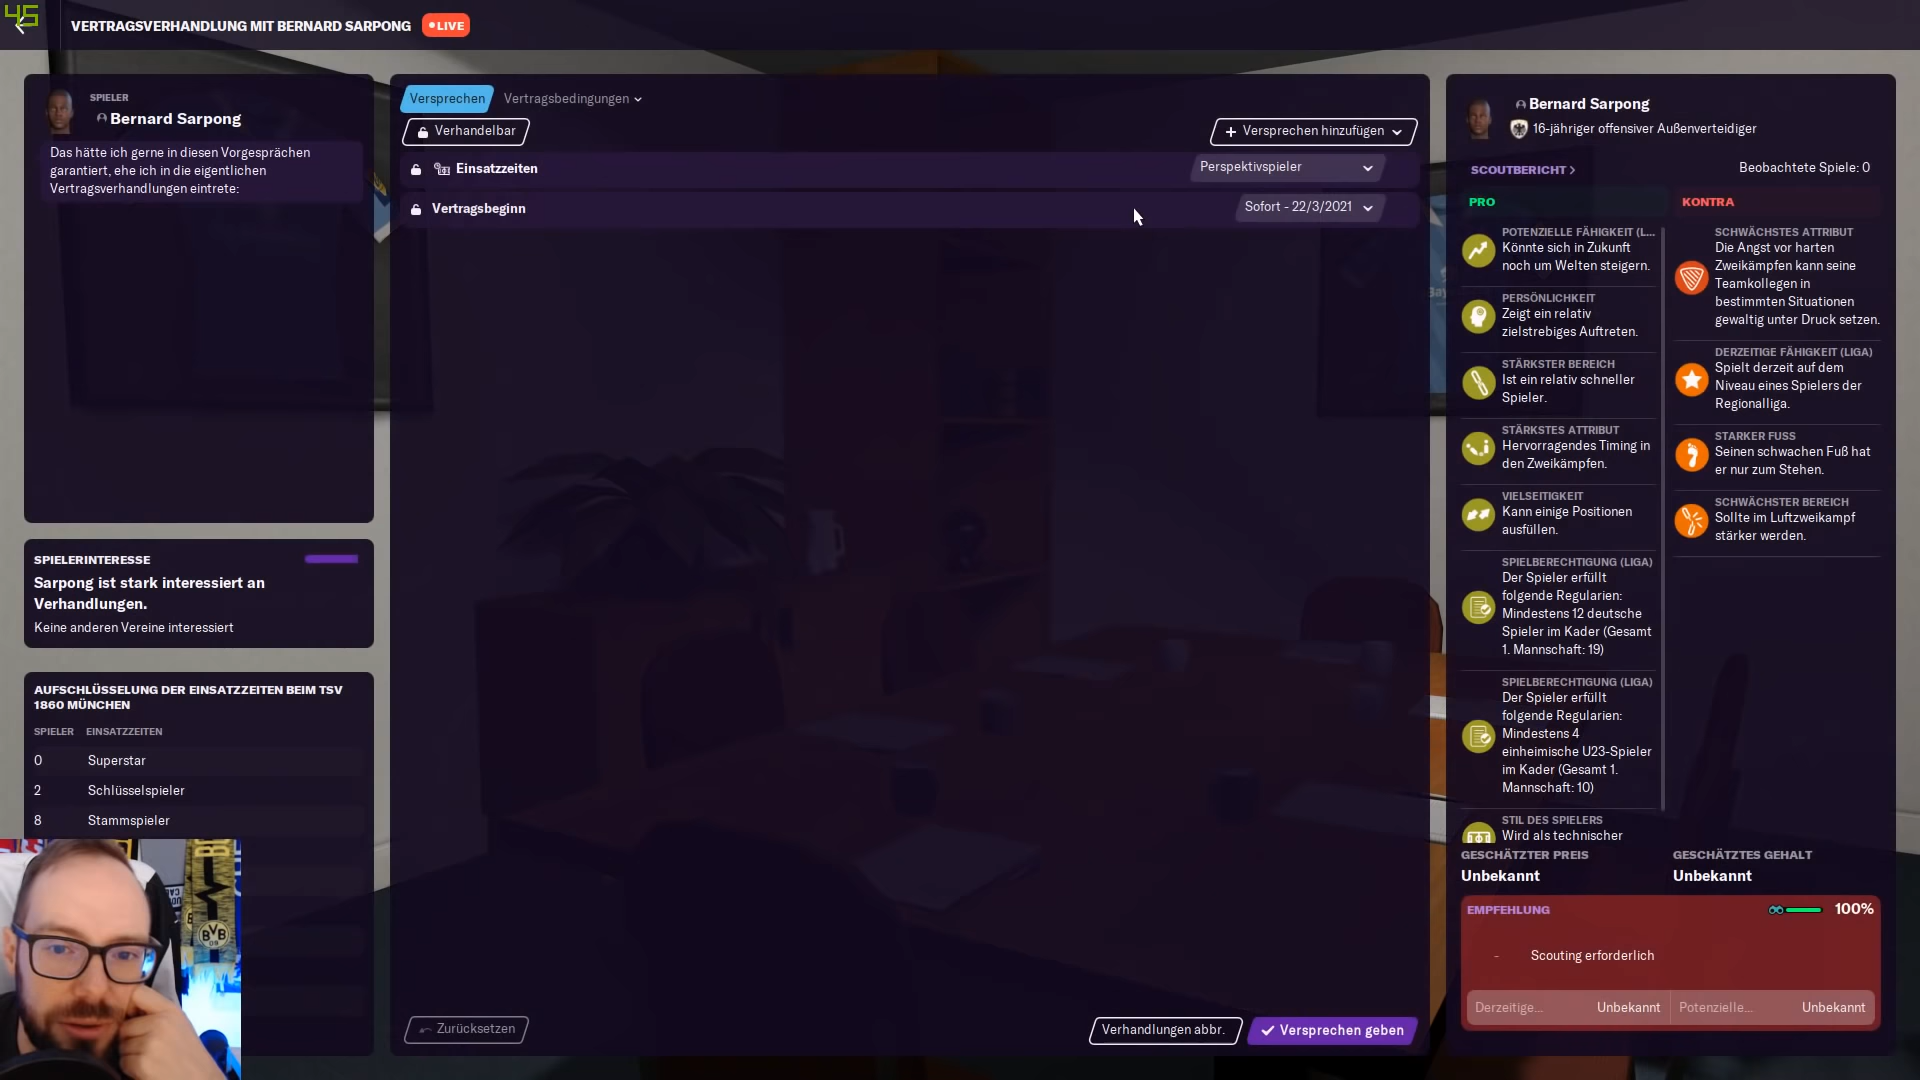 45
VERTRAGSVERHANDLUNG MIT BERNARD SARPONG
LIVE
SPIELER
Bernard Sarpong
Das hätte ich gerne in diesen Vorgesprächen
garantiert, ehe ich in die eigentlichen
Vertragsverhandlungen eintrete:
SPIELERINTERESSE
Sarpong ist stark interessiert an
Verhandlungen.
Keine anderen Vereine interessiert
AUFSCHLÜSSELUNG DER EINSATZZEITEN BEIM TSV
1860 MÜNCHEN
SPIELER EINSATZZEITEN
0 Superstar
2 Schlüsselspieler
8 Stammspieler
BVB
09
Versprechen Vertragsbedingungen
Verhandelbar
Versprechen hinzufügen
Einsatzzeiten Perspektivspieler
Vertragsbeginn Sofort - 22/3/2021
Zurücksetzen
Verhandlungen abbr.
Versprechen geben
Bernard Sarpong
16-jähriger offensiver Außenverteidiger
SCOUTBERICHT >
Beobachtete Spiele: 0
PRO
POTENZIELLE FÄHIGKEIT (L...
Könnte sich in Zukunft
noch um Welten steigern.
PERSÖNLICHKEIT
Zeigt ein relativ
zielstrebiges Auftreten.
STÄRKSTER BEREICH
Ist ein relativ schneller
Spieler.
STÄRKSTES ATTRIBUT
Hervorragendes Timing in
den Zweikämpfen.
VIELSEITIGKEIT
Kann einige Positionen
ausfüllen.
SPIELBERECHTIGUNG (LIGA)
Der Spieler erfüllt
folgende Regularien:
Mindestens 12 deutsche
Spieler im Kader (Gesamt
1. Mannschaft: 19)
SPIELBERECHTIGUNG (LIGA)
Der Spieler erfüllt
folgende Regularien:
Mindestens 4
einheimische U23-Spieler
im Kader (Gesamt 1.
Mannschaft: 10)
STIL DES SPIELERS
Wird als technischer
KONTRA
SCHWÄCHSTES ATTRIBUT
Die Angst vor harten
Zweikämpfen kann seine
Teamkollegen in
bestimmten Situationen
gewaltig unter Druck setzen.
DERZEITIGE FÄHIGKEIT (LIGA)
Spielt derzeit auf dem
Niveau eines Spielers der
Regionalliga.
STARKER FUSS
Seinen schwachen Fuß hat
er nur zum Stehen.
SCHWÄCHSTER BEREICH
Sollte im Luftzweikampf
stärker werden.
GESCHÄTZTER PREIS
Unbekannt
GESCHÄTZTES GEHALT
Unbekannt
EMPFEHLUNG 100%
- Scouting erforderlich
Derzeitige... Unbekannt
Potenzielle... Unbekannt